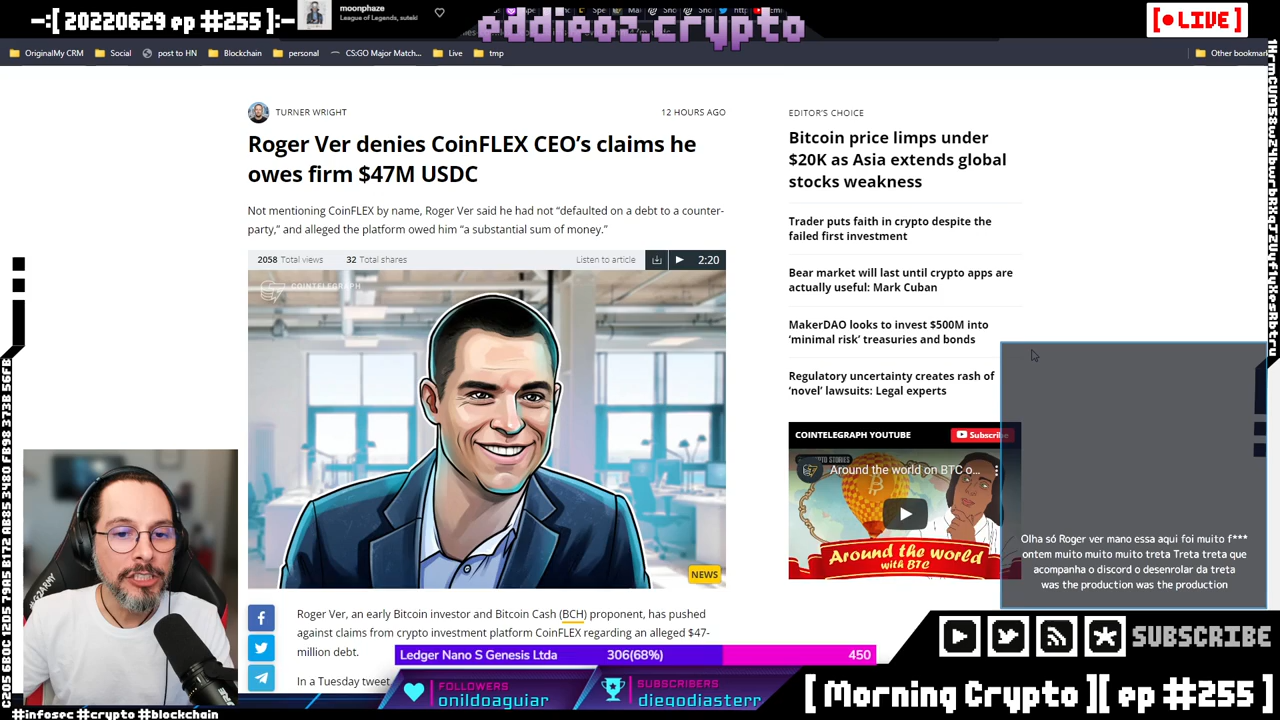 -:[ 20220629 ep #255 ]:-
moonphaze
League of Legends, suteki
eddieoz.crypto
[● LIVE ]
OriginalMy CRM
Social
post to HN
Blockchain
personal
CS:GO Major Match...
Live
tmp
Other bookmar
TURNER WRIGHT
12 HOURS AGO
Roger Ver denies CoinFLEX CEO’s claims he
owes firm $47M USDC
Not mentioning CoinFLEX by name, Roger Ver said he had not “defaulted on a debt to a counter-
party,” and alleged the platform owed him “a substantial sum of money.”
2058 Total views
32 Total shares
Listen to article
2:20
COINTELEGRAPH
NEWS
Roger Ver, an early Bitcoin investor and Bitcoin Cash (BCH) proponent, has pushed
against claims from crypto investment platform CoinFLEX regarding an alleged $47-
million debt.
In a Tuesday tweet
EDITOR’S CHOICE
Bitcoin price limps under
$20K as Asia extends global
stocks weakness
Trader puts faith in crypto despite the
failed first investment
Bear market will last until crypto apps are
actually useful: Mark Cuban
MakerDAO looks to invest $500M into
‘minimal risk’ treasuries and bonds
Regulatory uncertainty creates rash of
‘novel’ lawsuits: Legal experts
COINTELEGRAPH YOUTUBE
Subscribe
Around the world on BTC o...
Around the world
with BTC
Olha só Roger ver mano essa aqui foi muito f***
ontem muito muito muito treta Treta treta que
acompanha o discord o desenrolar da treta
was the production was the production
Ledger Nano S Genesis Ltda
306(68%)
450
FOLLOWERS
onildoaguiar
SUBSCRIBERS
diegodiasterr
SUBSCRIBE
[ Morning Crypto ][ ep #255 ]
#infosec #crypto #blockchain